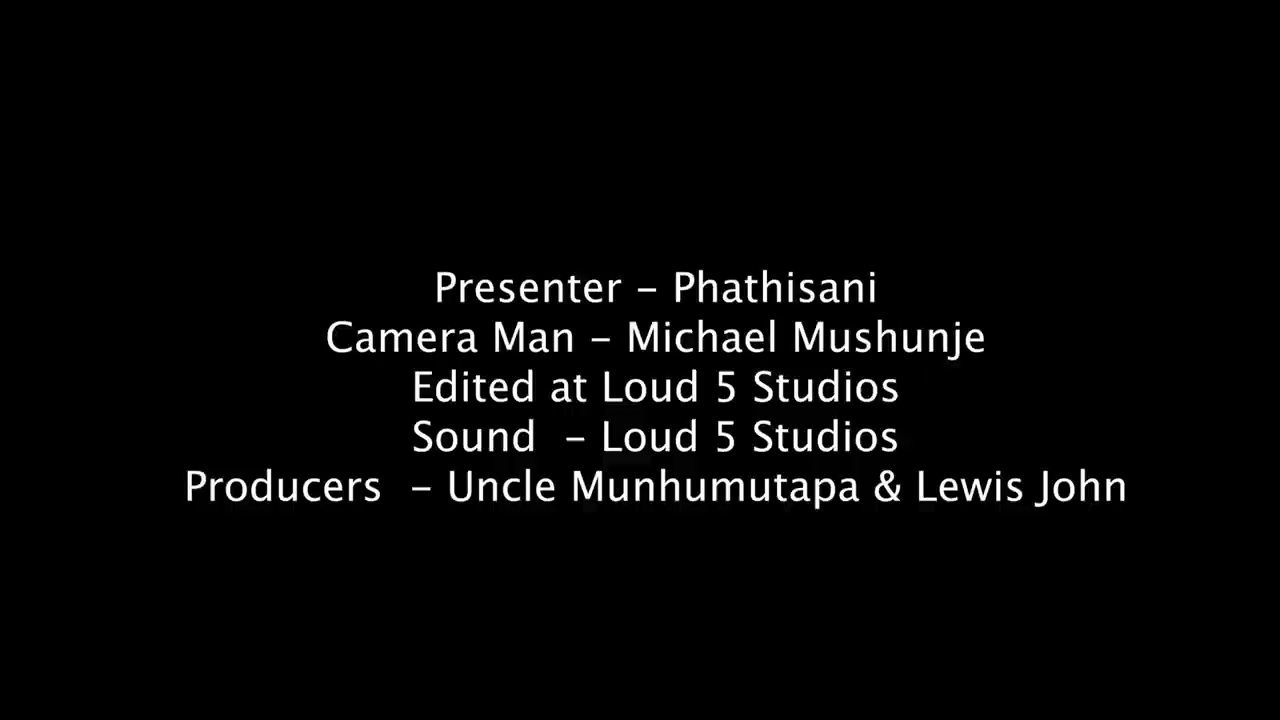 Presenter – Phathisani
Camera Man – Michael Mushunje
Edited at Loud 5 Studios
Sound – Loud 5 Studios
Producers – Uncle Munhumutapa & Lewis John